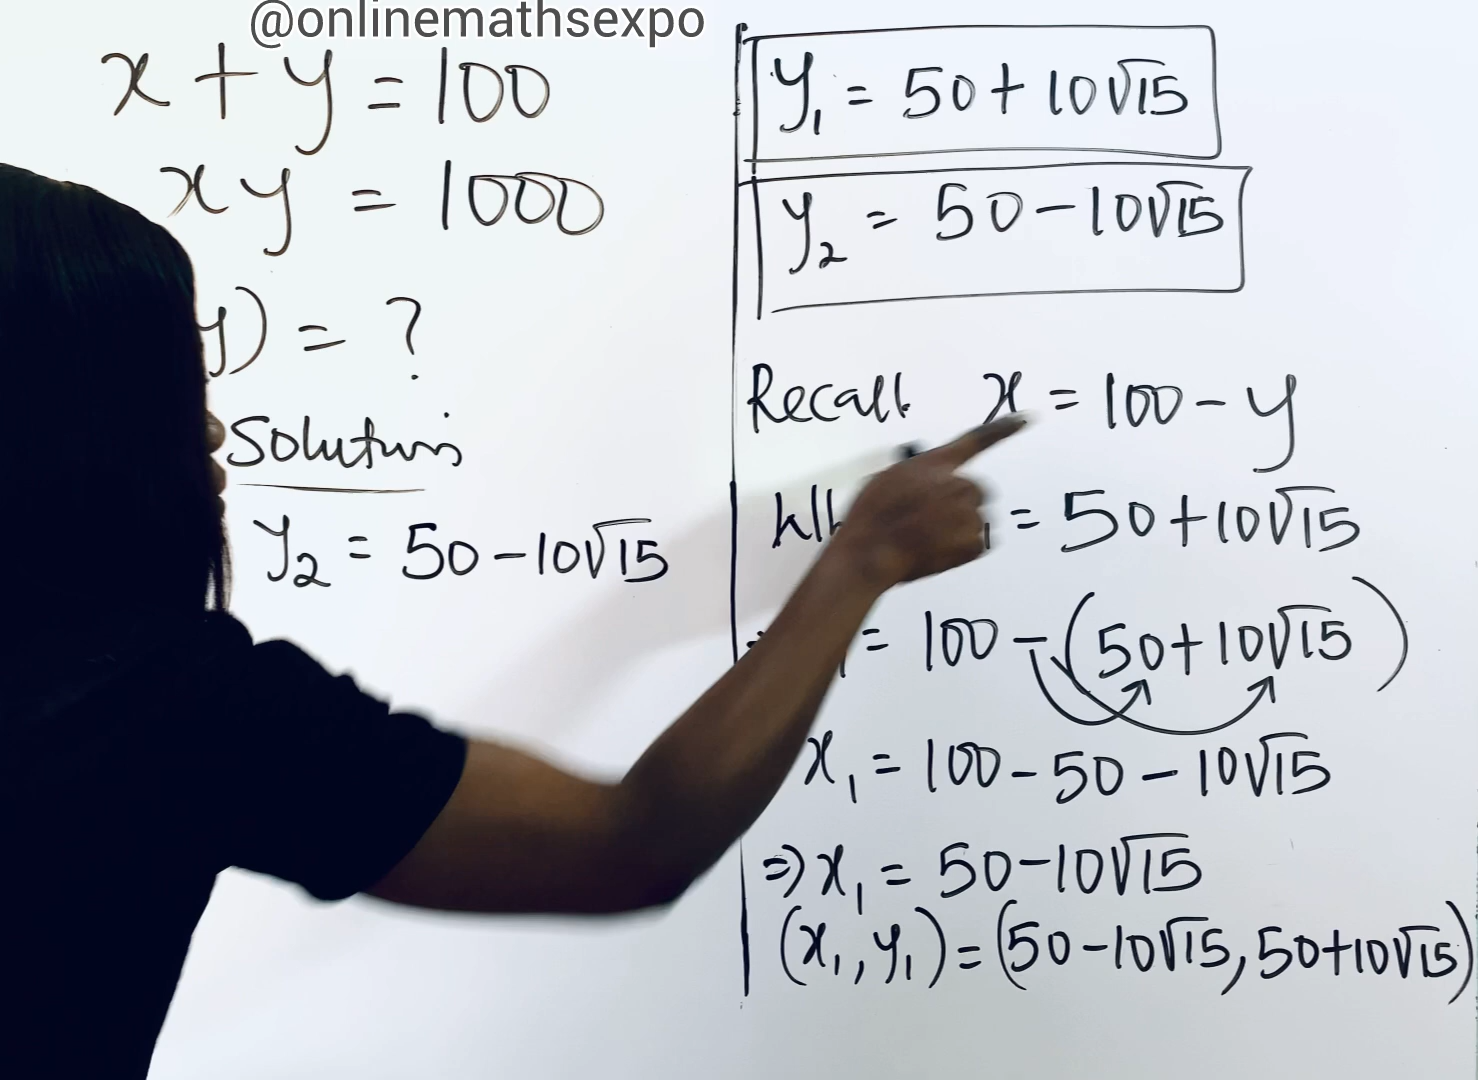 @onlinemathsexpo
x + y = 100
xy = 1000
y) = ?
Solution
y₂ = 50 - 10√15
y₁ = 50 + 10√15
y₂ = 50 - 10√15
Recall x = 100 - y
₁ = 50 + 10√15
= 100 - (50 + 10√15)
x₁ = 100 - 50 - 10√15
⇒ x₁ = 50 - 10√15
(x₁, y₁) = (50 - 10√15, 50 + 10√15)